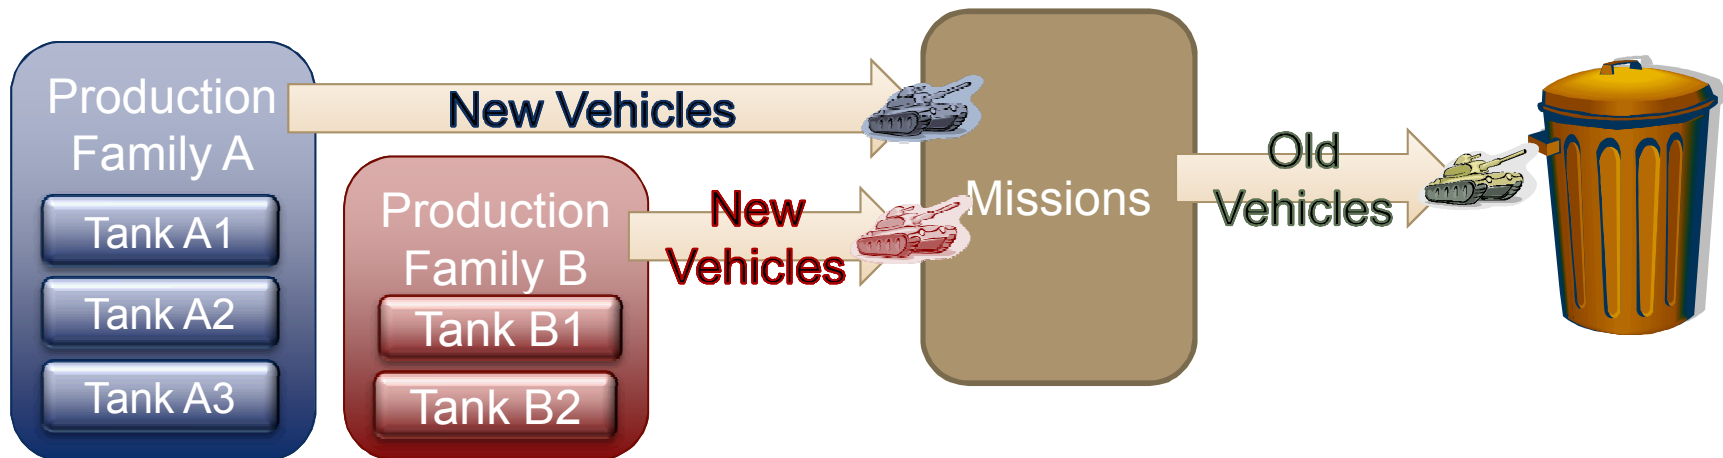 Production
Family A
Tank A1
Tank A2
Tank A3
New Vehicles
Production
Family B
Tank B1
Tank B2
New
Vehicles
Missions
Old
Vehicles